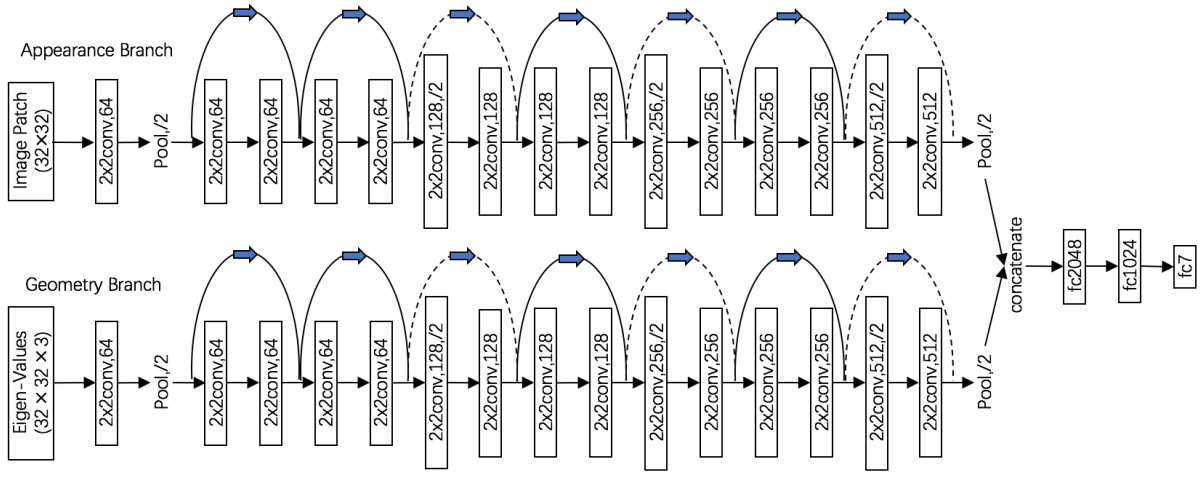 Appearance Branch
Image Patch
(32×32)
2x2conv,64
Pool,/2
2x2conv,64
2x2conv,64
2x2conv,64
2x2conv,64
2x2conv,128,/2
2x2conv,128
2x2conv,128
2x2conv,128
2x2conv,256,/2
2x2conv,256
2x2conv,256
2x2conv,256
2x2conv,512,/2
2x2conv,512
Pool,/2
Geometry Branch
Eigen-Values
(32 × 32 × 3)
2x2conv,64
Pool,/2
2x2conv,64
2x2conv,64
2x2conv,64
2x2conv,64
2x2conv,128,/2
2x2conv,128
2x2conv,128
2x2conv,128
2x2conv,256,/2
2x2conv,256
2x2conv,256
2x2conv,256
2x2conv,512,/2
2x2conv,512
Pool,/2
concatenate
fc2048
fc1024
fc7